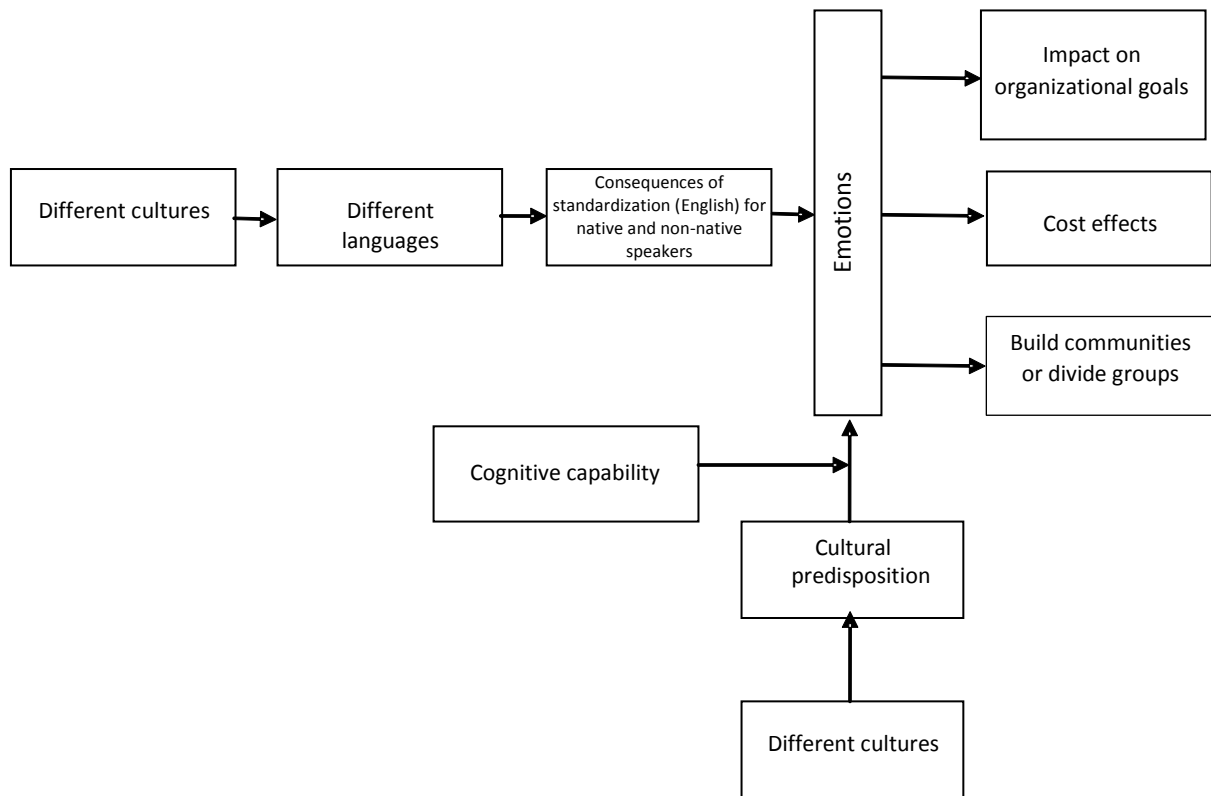 Impact on
organizational goals
Different cultures
Different
languages
Consequences of
standardization (English) for
native and non-native
speakers
Emotions
Cost effects
Build communities
or divide groups
Cognitive capability
Cultural
predisposition
Different cultures